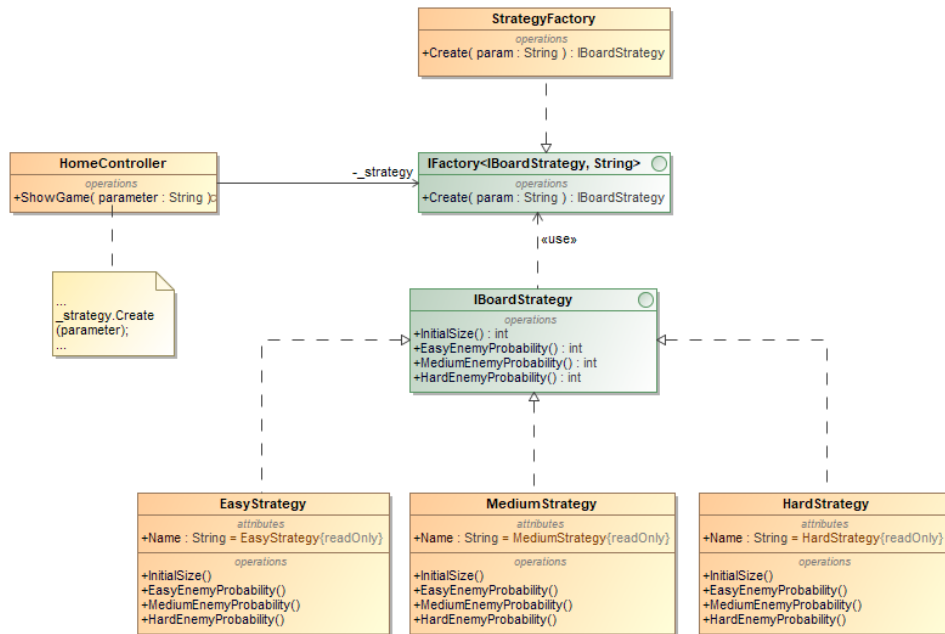 StrategyFactory
operations
+Create( param : String ) : IBoardStrategy
HomeController
operations
+ShowGame( parameter : String )
-_strategy
IFactory<IBoardStrategy, String>
operations
+Create( param : String ) : IBoardStrategy
...
_strategy.Create
(parameter);
...
«use»
IBoardStrategy
operations
+InitialSize() : int
+EasyEnemyProbability() : int
+MediumEnemyProbability() : int
+HardEnemyProbability() : int
EasyStrategy
attributes
+Name : String = EasyStrategy{readOnly}
operations
+InitialSize()
+EasyEnemyProbability()
+MediumEnemyProbability()
+HardEnemyProbability()
MediumStrategy
attributes
+Name : String = MediumStrategy{readOnly}
operations
+InitialSize()
+EasyEnemyProbability()
+MediumEnemyProbability()
+HardEnemyProbability()
HardStrategy
attributes
+Name : String = HardStrategy{readOnly}
operations
+InitialSize()
+EasyEnemyProbability()
+MediumEnemyProbability()
+HardEnemyProbability()